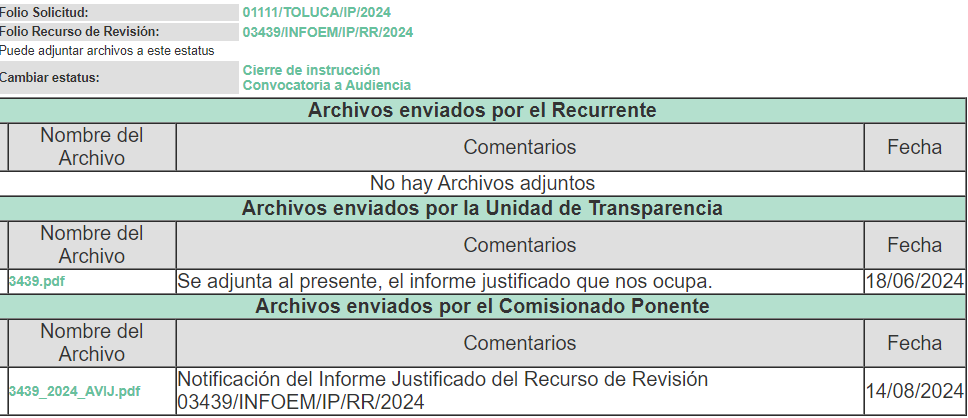 Folio Solicitud: 01111/TOLUCA/IP/2024
Folio Recurso de Revisión: 03439/INFOEM/IP/RR/2024
Puede adjuntar archivos a este estatus
Cambiar estatus: Cierre de instrucción
Convocatoria a Audiencia
Archivos enviados por el Recurrente
Nombre del Archivo Comentarios Fecha
No hay Archivos adjuntos
Archivos enviados por la Unidad de Transparencia
Nombre del Archivo Comentarios Fecha
3439.pdf Se adjunta al presente, el informe justificado que nos ocupa. 18/06/2024
Archivos enviados por el Comisionado Ponente
Nombre del Archivo Comentarios Fecha
3439_2024_AVIJ.pdf Notificación del Informe Justificado del Recurso de Revisión 03439/INFOEM/IP/RR/2024 14/08/2024